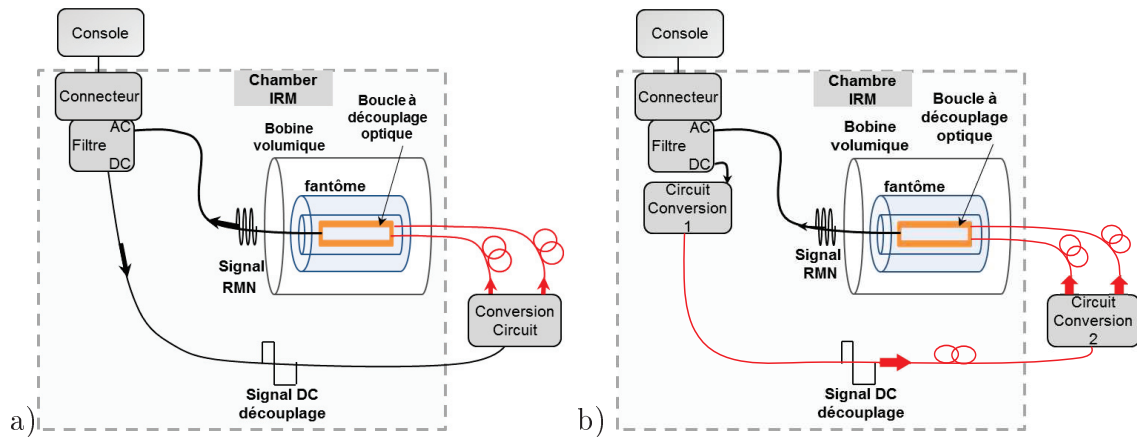 Console
Connecteur
AC
Filtre
DC
Chamber
IRM
Boucle à
découplage
optique
Bobine
volumique
fantôme
Signal
RMN
Conversion
Circuit
Signal DC
découplage
a)
Console
Connecteur
AC
Filtre
DC
Circuit
Conversion
1
Chambre
IRM
Boucle à
découplage
optique
Bobine
volumique
fantôme
Signal
RMN
Circuit
Conversion
2
Signal DC
découplage
b)